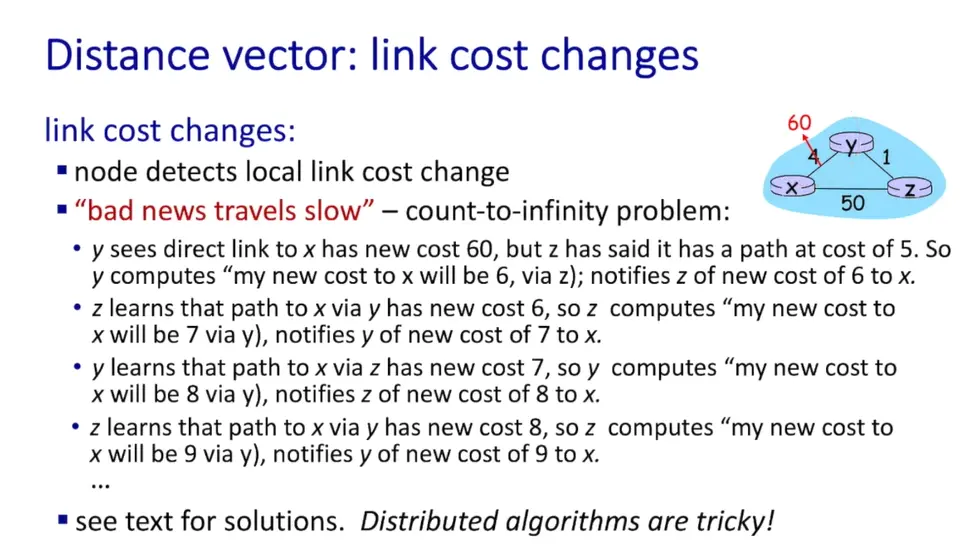 Distance vector: link cost changes
link cost changes:
▪ node detects local link cost change
▪ “bad news travels slow” – count-to-infinity problem:
• y sees direct link to x has new cost 60, but z has said it has a path at cost of 5. So
y computes “my new cost to x will be 6, via z); notifies z of new cost of 6 to x.
• z learns that path to x via y has new cost 6, so z computes “my new cost to
x will be 7 via y), notifies y of new cost of 7 to x.
• y learns that path to x via z has new cost 7, so y computes “my new cost to
x will be 8 via y), notifies z of new cost of 8 to x.
• z learns that path to x via y has new cost 8, so z computes “my new cost to
x will be 9 via y), notifies y of new cost of 9 to x.
...
▪ see text for solutions. Distributed algorithms are tricky!
60
4
y
1
x
z
50